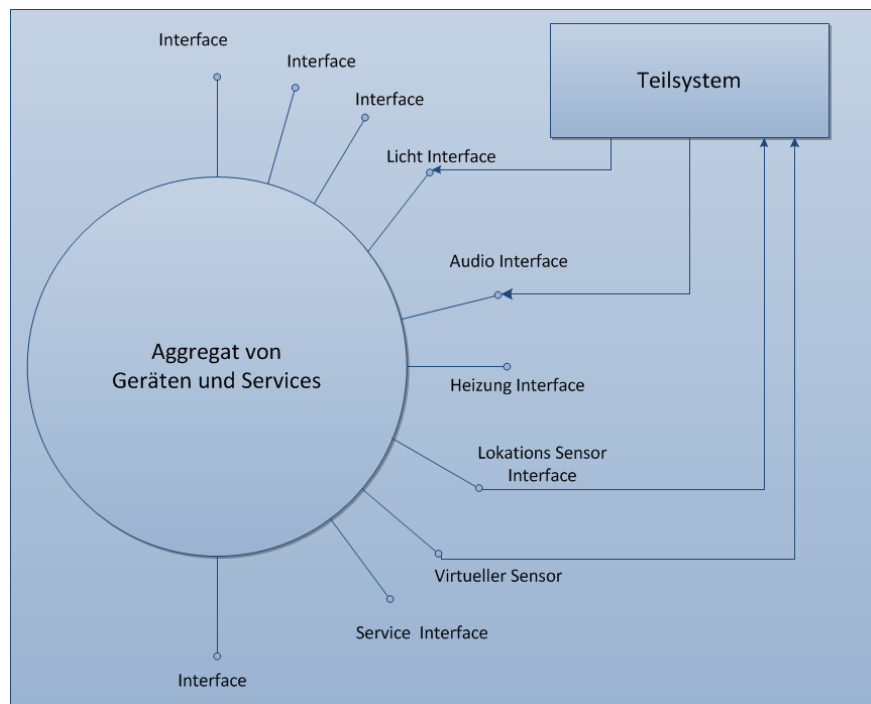 Interface
Interface
Interface
Teilsystem
Licht Interface
Audio Interface
Aggregat von
Geräten und Services
Heizung Interface
Lokations Sensor
Interface
Virtueller Sensor
Service Interface
Interface